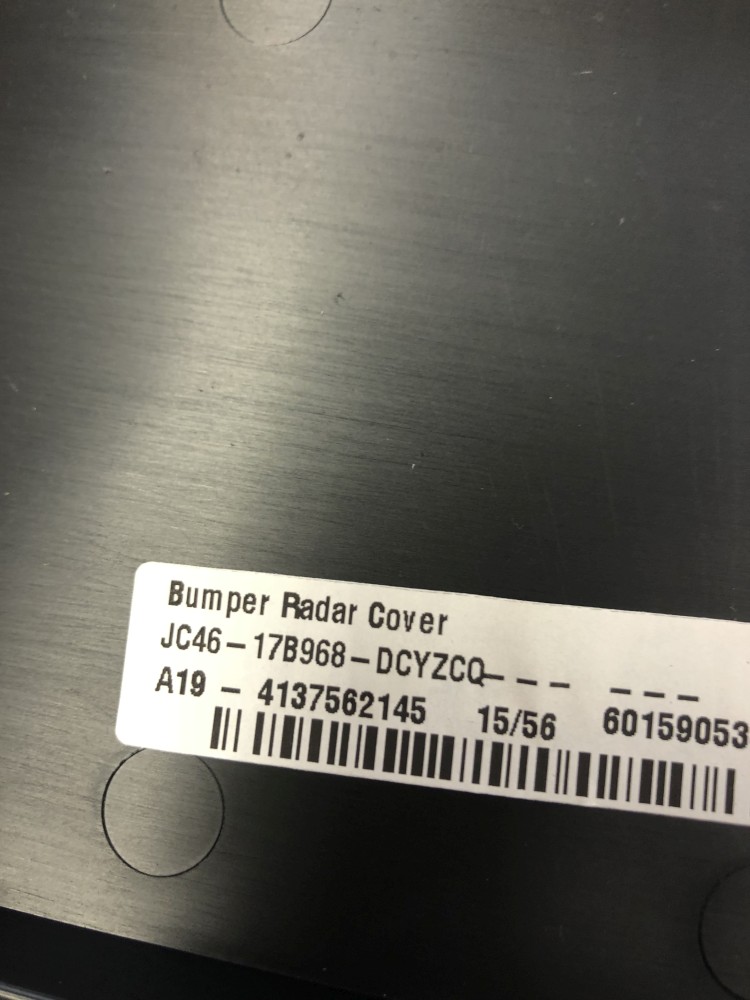 Bumper Radar Cover
JC46-17B968-DCYZCQ--- ---
A19 - 4137562145 15/56 60159053